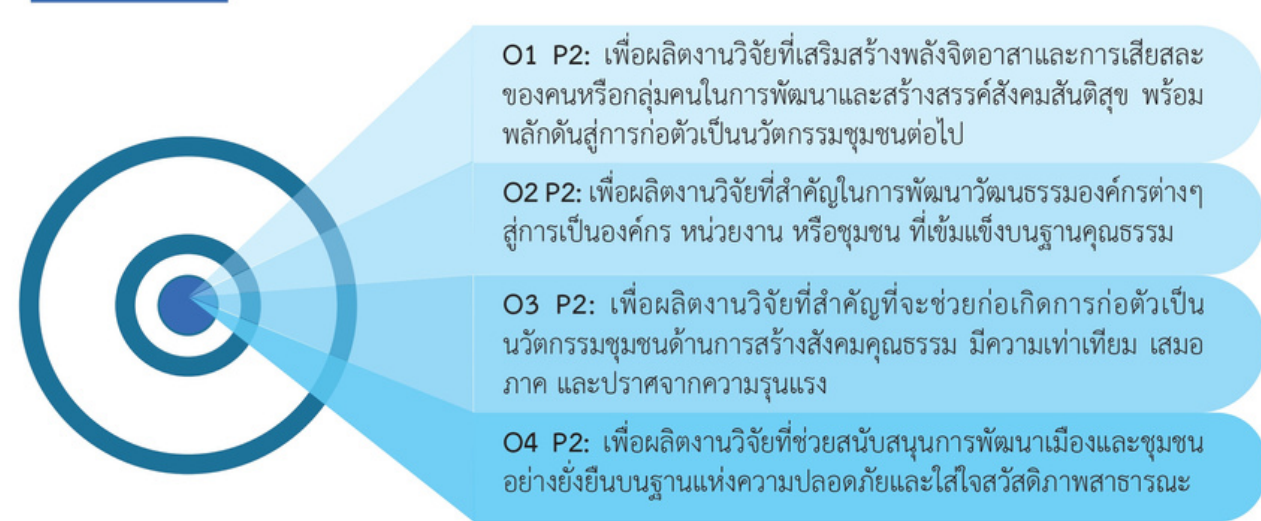 O1 P2: เพื่อผลิตงานวิจัยที่เสริมสร้างพลังจิตอาสาและการเสียสละ
ของคนหรือกลุ่มคนในการพัฒนาและสร้างสรรค์สังคมสันติสุข พร้อม
พลักดันสู่การก่อตัวเป็นนวัตกรรมชุมชนต่อไป
O2 P2: เพื่อผลิตงานวิจัยที่สำคัญในการพัฒนาวัฒนธรรมองค์กรต่างๆ
สู่การเป็นองค์กร หน่วยงาน หรือชุมชน ที่เข้มแข็งบนฐานคุณธรรม
O3 P2: เพื่อผลิตงานวิจัยที่สำคัญที่จะช่วยก่อเกิดการก่อตัวเป็น
นวัตกรรมชุมชนด้านการสร้างสังคมคุณธรรม มีความเท่าเทียม เสมอ
ภาค และปราศจากความรุนแรง
O4 P2: เพื่อผลิตงานวิจัยที่ช่วยสนับสนุนการพัฒนาเมืองและชุมชน
อย่างยั่งยืนบนฐานแห่งความปลอดภัยและใส่ใจสวัสดิภาพสาธารณะ